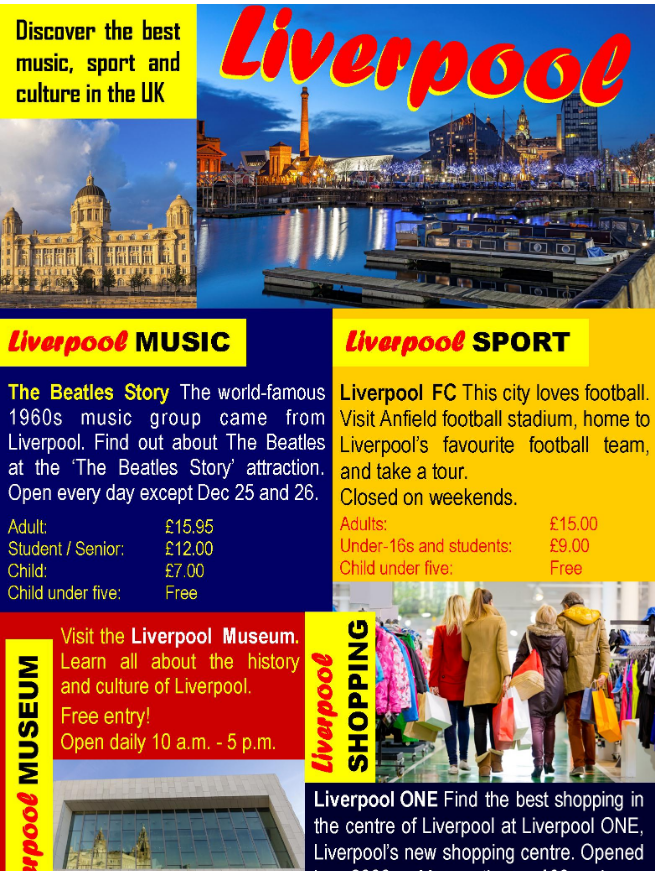 Discover the best
music, sport and
culture in the UK
Liverpool
Liverpool MUSIC
The Beatles Story The world-famous
1960s music group came from
Liverpool. Find out about The Beatles
at the ‘The Beatles Story’ attraction.
Open every day except Dec 25 and 26.
Adult: £15.95
Student / Senior: £12.00
Child: £7.00
Child under five: Free
Liverpool SPORT
Liverpool FC This city loves football.
Visit Anfield football stadium, home to
Liverpool’s favourite football team,
and take a tour.
Closed on weekends.
Adults: £15.00
Under-16s and students: £9.00
Child under five: Free
MUSEUM
Visit the Liverpool Museum.
Learn all about the history
and culture of Liverpool.
Free entry!
Open daily 10 a.m. - 5 p.m.
Liverpool
SHOPPING
Liverpool ONE Find the best shopping in
the centre of Liverpool at Liverpool ONE,
Liverpool’s new shopping centre. Opened